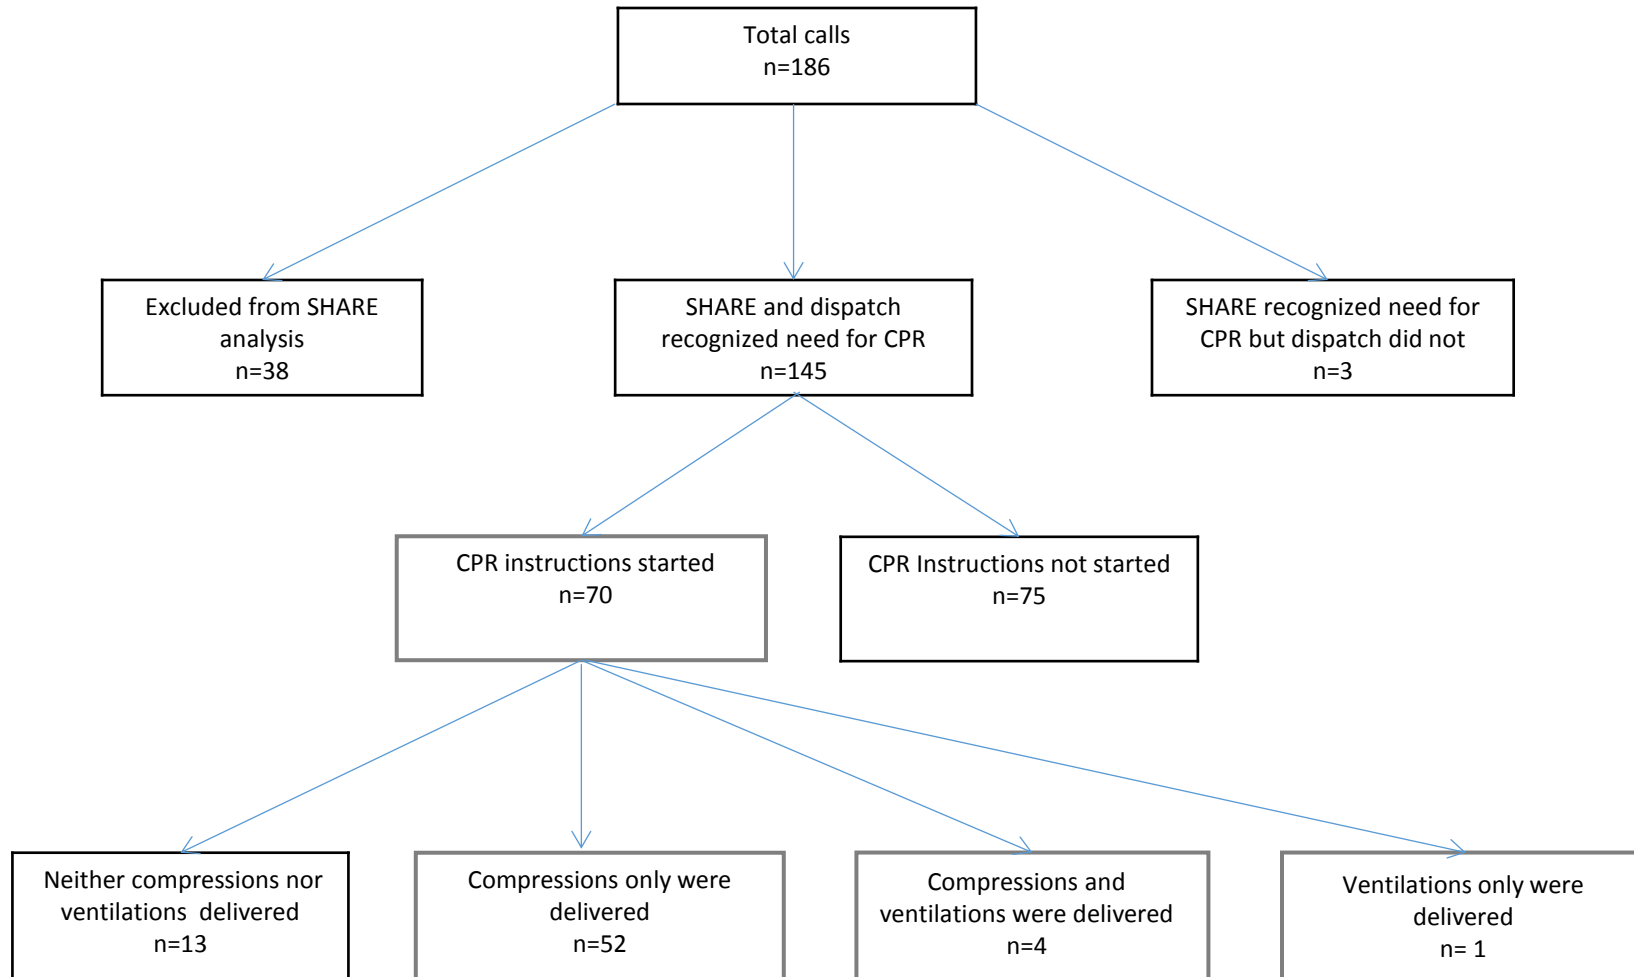 Total calls
n=186
Excluded from SHARE
analysis
n=38
SHARE and dispatch
recognized need for CPR
n=145
SHARE recognized need for
CPR but dispatch did not
n=3
CPR instructions started
n=70
CPR Instructions not started
n=75
Neither compressions nor
ventilations  delivered
n=13
Compressions only were
delivered
n=52
Compressions and
ventilations were delivered
n=4
Ventilations only were
delivered
n= 1